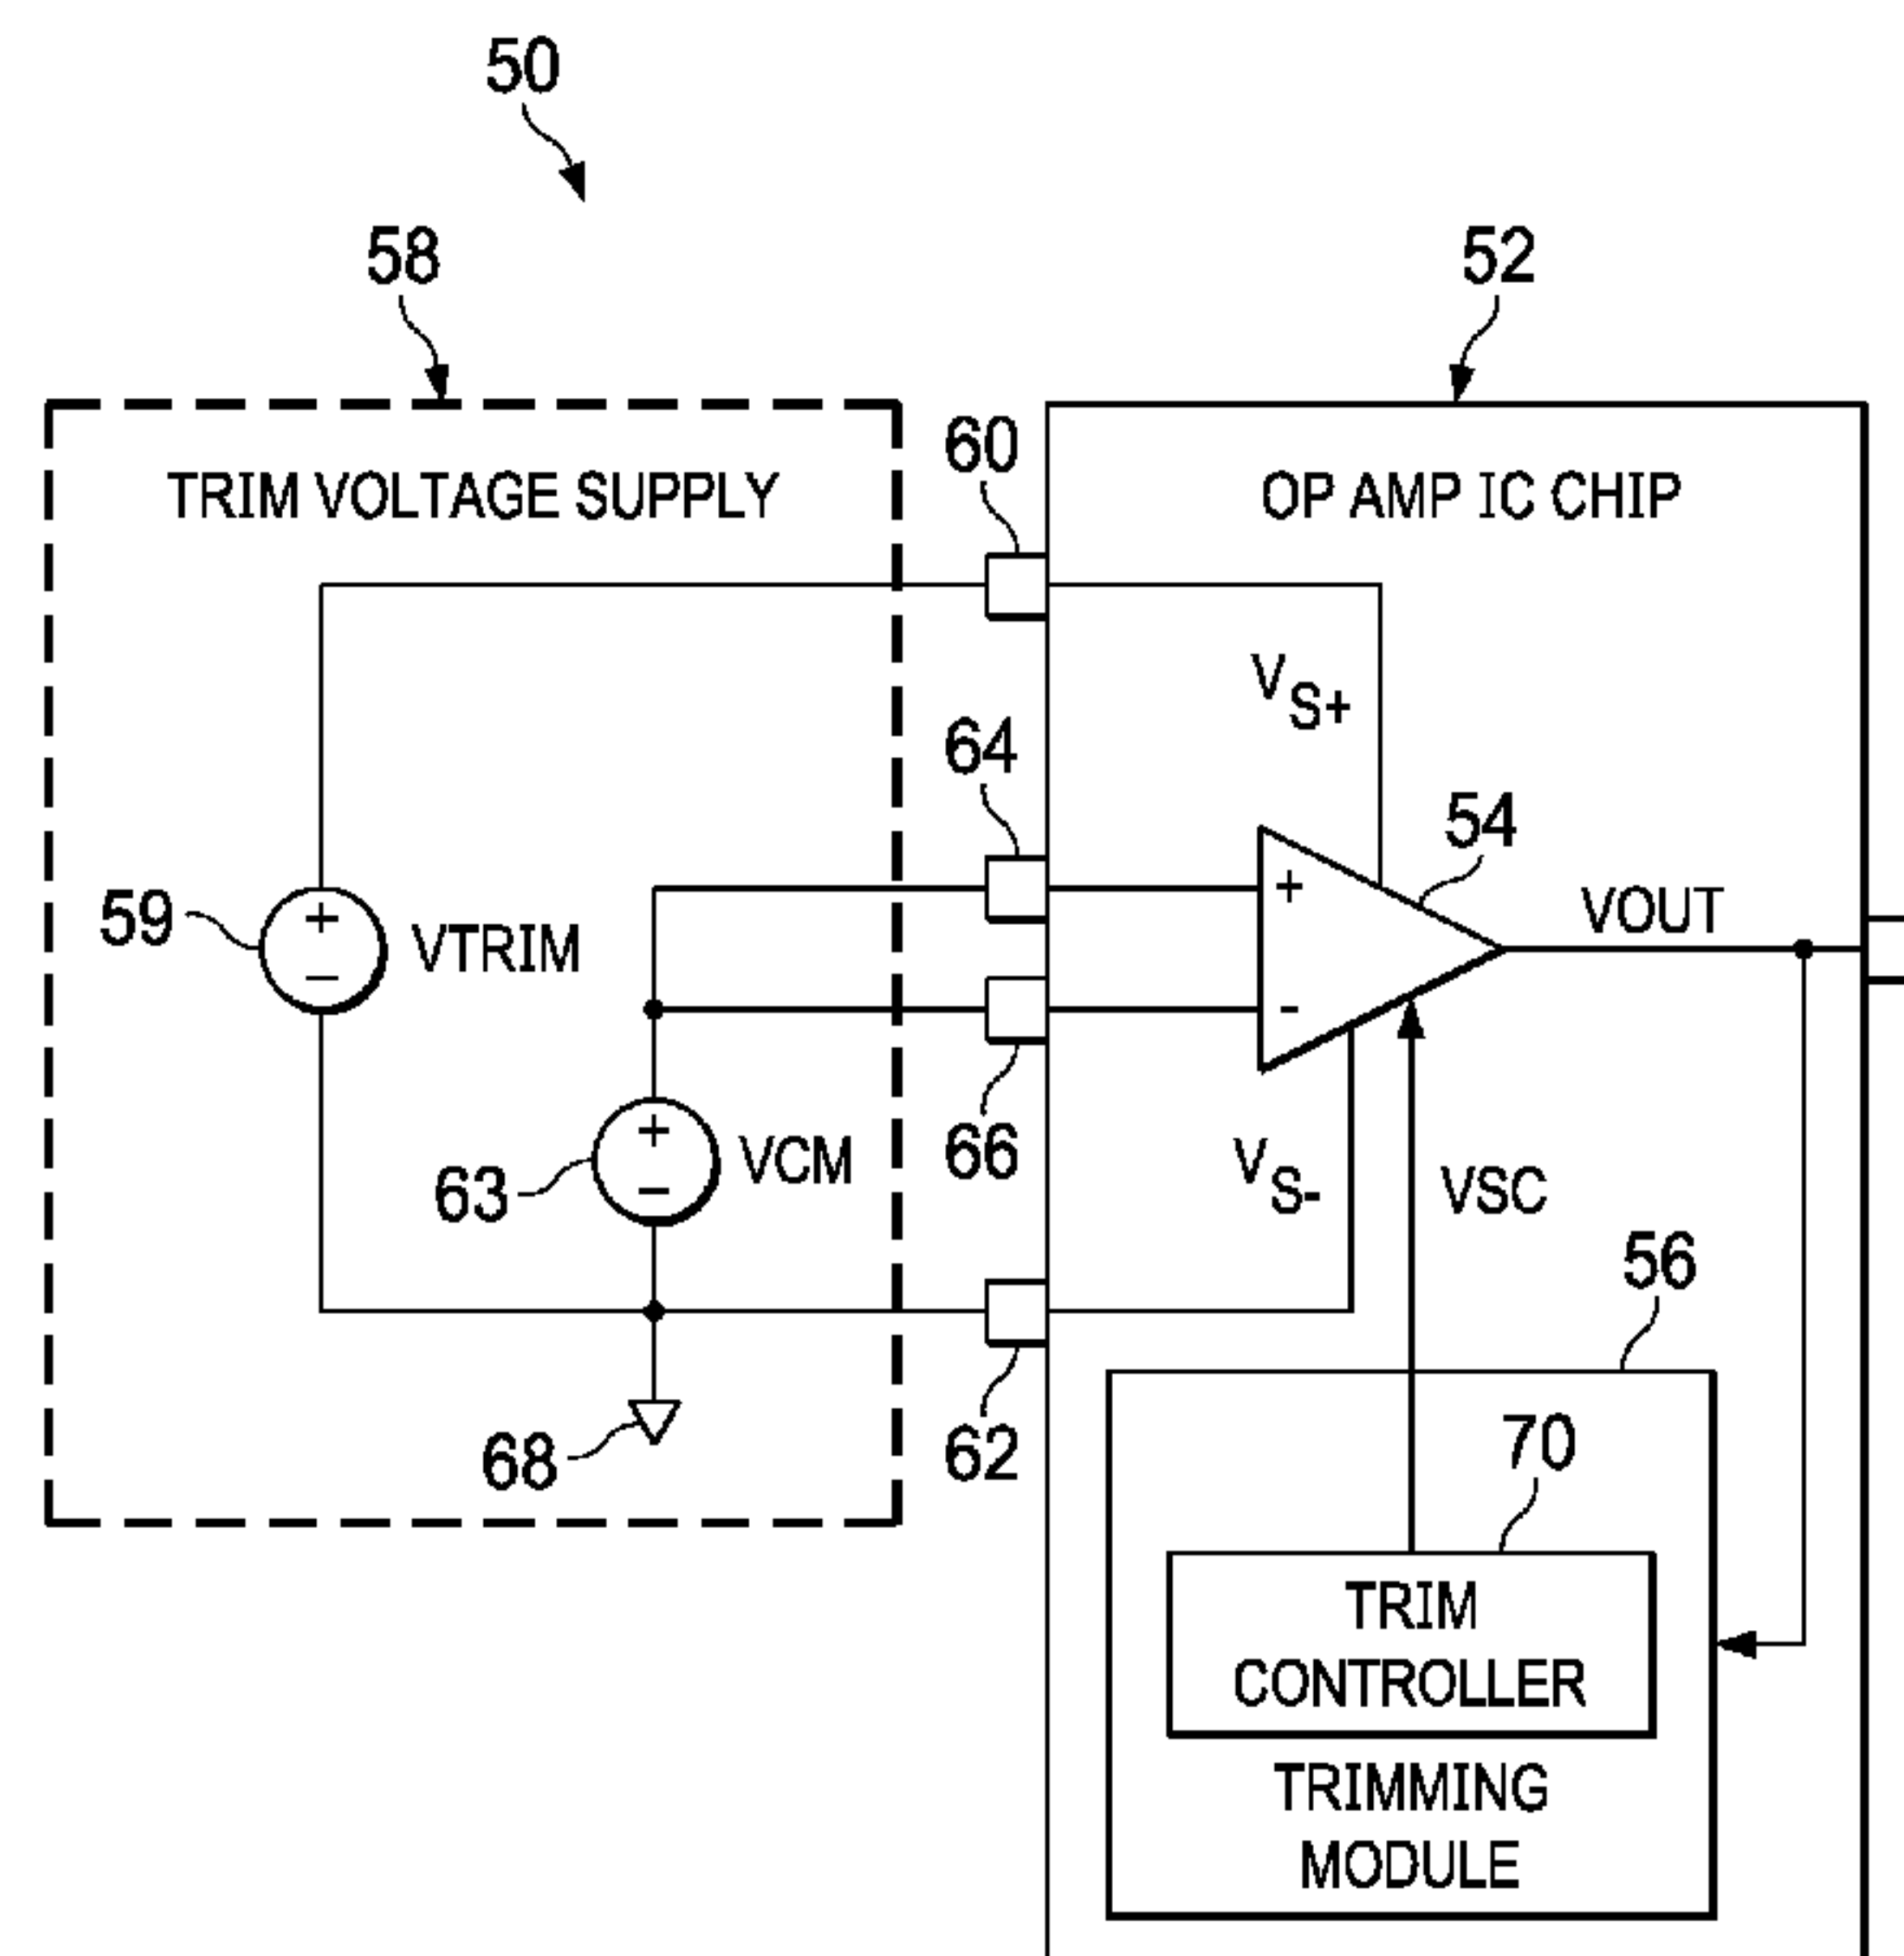 50
58
52
TRIM VOLTAGE SUPPLY
60
OP AMP IC CHIP
VS+
64
54
59
+
−
VTRIM
+
-
VOUT
66
63
+
−
VCM
VS-
VSC
56
68
62
70
TRIM
CONTROLLER
TRIMMING
MODULE